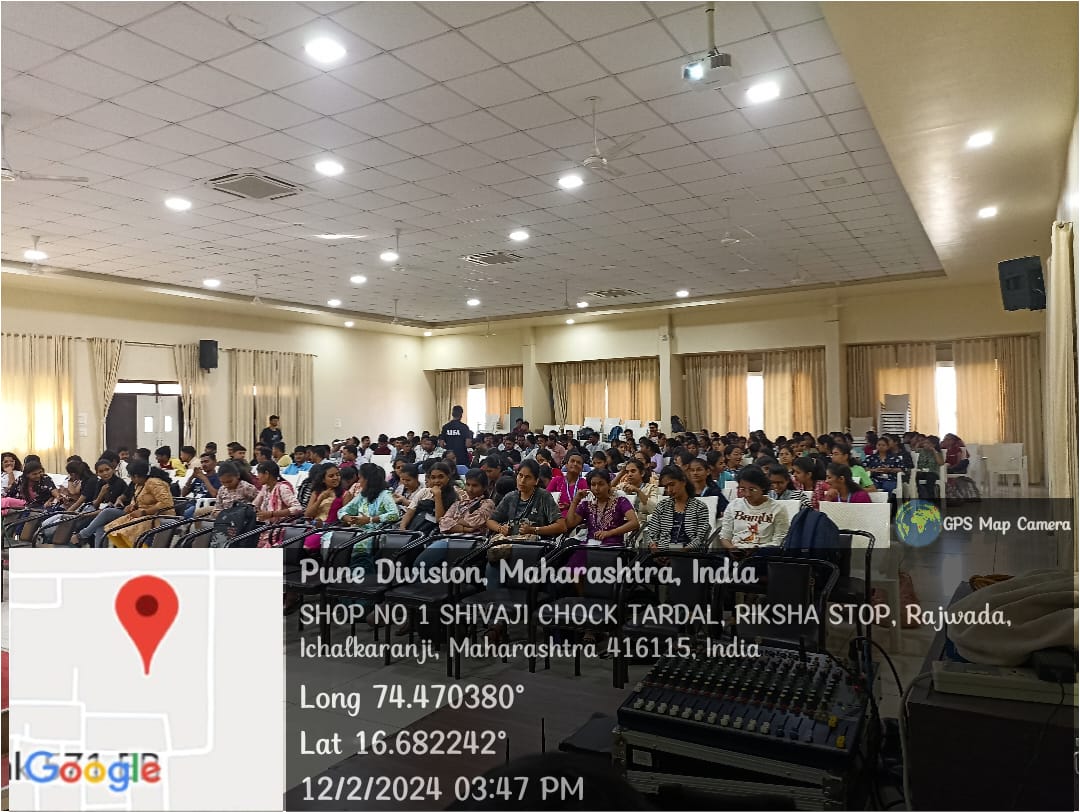 Bambi
GPS Map Camera
Pune Division, Maharashtra, India
SHOP NO 1 SHIVAJI CHOCK TARDAL, RIKSHA STOP, Rajwada,
Ichalkaranji, Maharashtra 416115, India
Long 74.470380°
Lat 16.682242°
12/2/2024 03:47 PM
Google